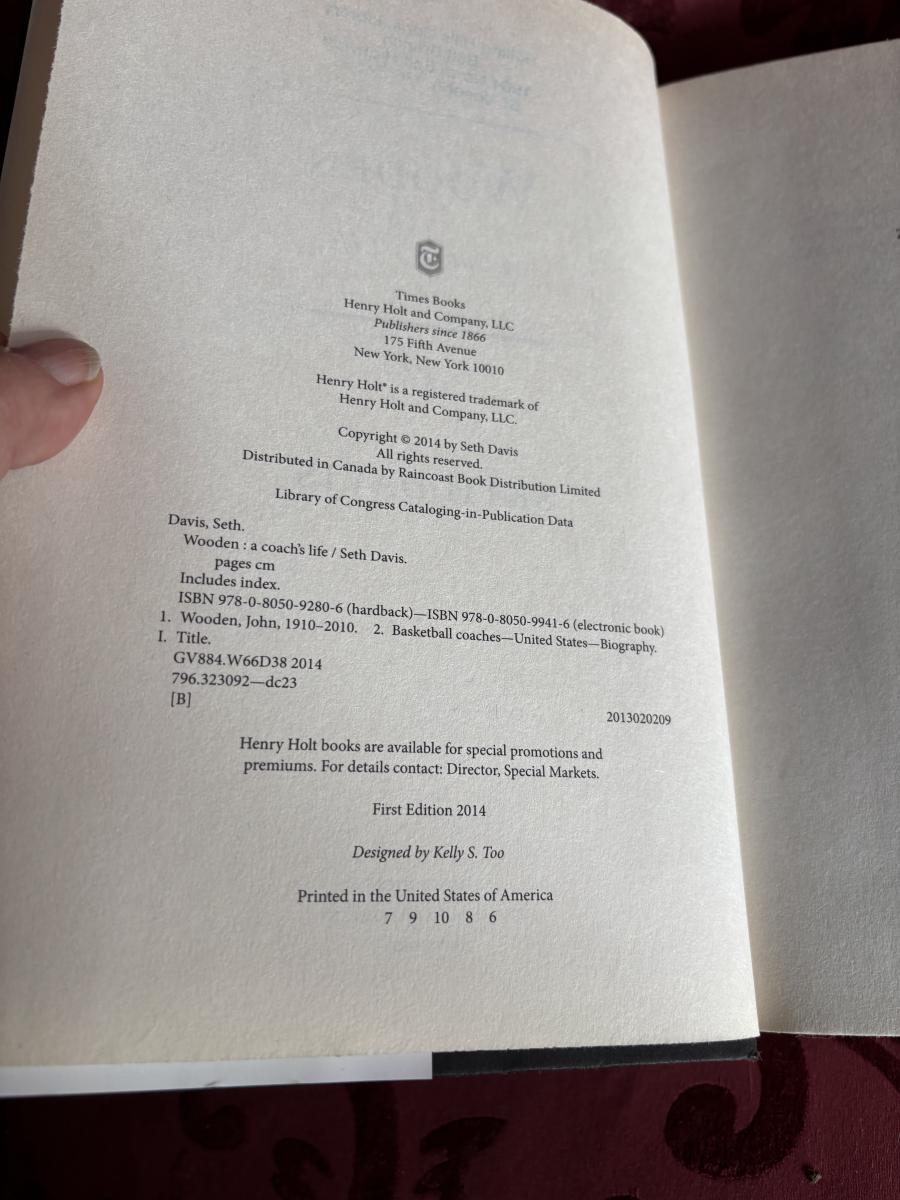 T
Times Books
Henry Holt and Company, LLC
Publishers since 1866
175 Fifth Avenue
New York, New York 10010
Henry Holt® is a registered trademark of
Henry Holt and Company, LLC.
Copyright © 2014 by Seth Davis
All rights reserved.
Distributed in Canada by Raincoast Book Distribution Limited
Library of Congress Cataloging-in-Publication Data
Davis, Seth.
Wooden : a coach's life / Seth Davis.
pages cm
Includes index.
ISBN 978-0-8050-9280-6 (hardback)—ISBN 978-0-8050-9941-6 (electronic book)
1. Wooden, John, 1910–2010. 2. Basketball coaches—United States—Biography.
I. Title.
GV884.W66D38 2014
796.323092—dc23
[B]
2013020209
Henry Holt books are available for special promotions and
premiums. For details contact: Director, Special Markets.
First Edition 2014
Designed by Kelly S. Too
Printed in the United States of America
7 9 10 8 6